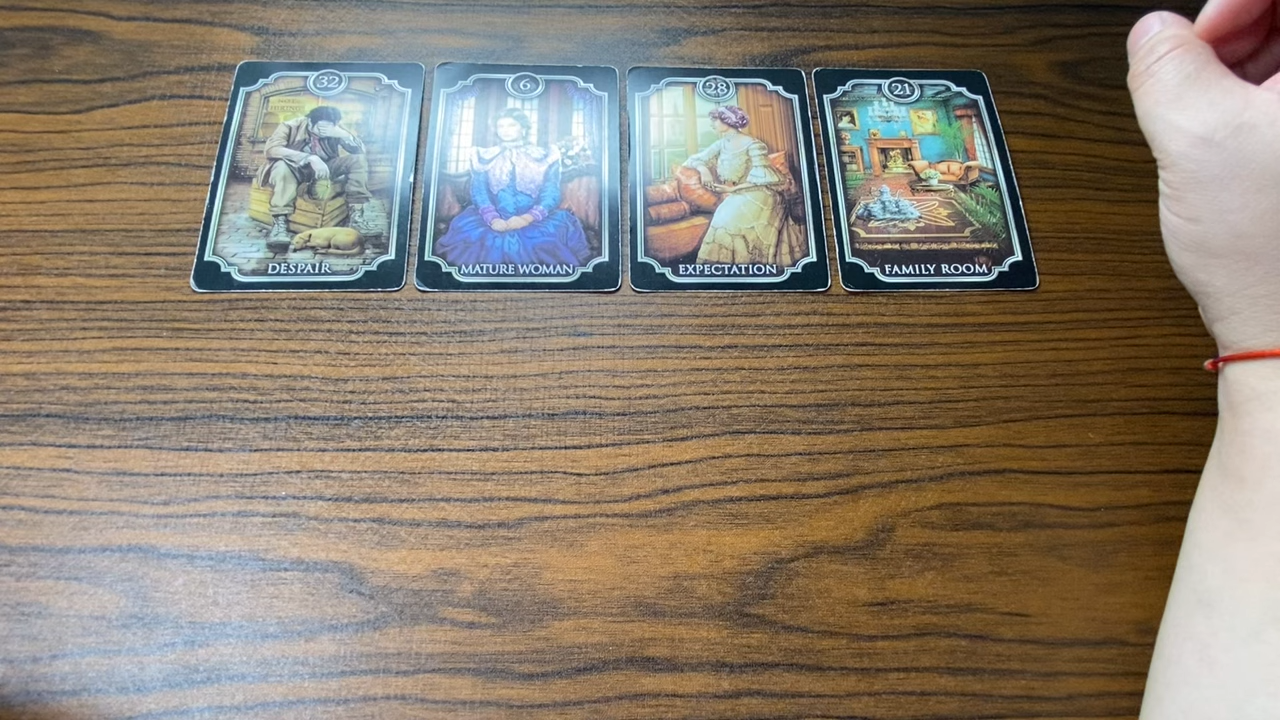 32
DESPAIR
6
MATURE WOMAN
28
EXPECTATION
21
FAMILY ROOM